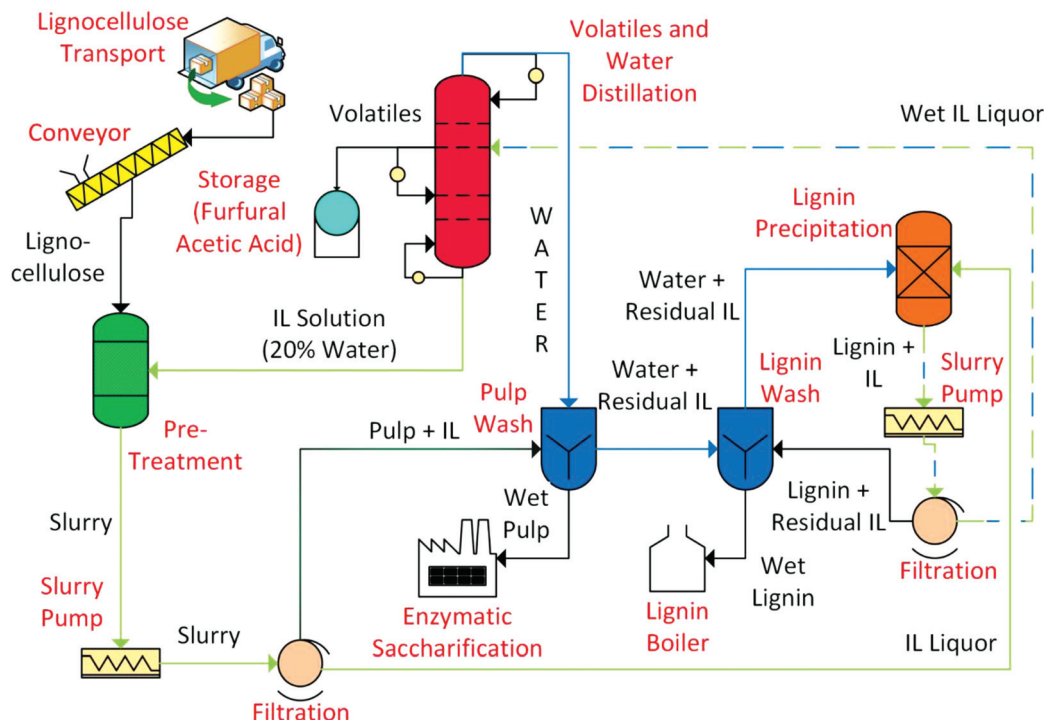 Lignocellulose
Transport
Conveyor
Ligno-
cellulose
Volatiles
Storage
(Furfural
Acetic Acid)
Volatiles and
Water
Distillation
Wet IL Liquor
WATER
IL Solution
(20% Water)
Lignin
Precipitation
Water +
Residual IL
Lignin +
IL
Slurry
Pump
Pre-
Treatment
Pulp + IL
Pulp
Wash
Water +
Residual IL
Lignin
Wash
Lignin +
Residual IL
Filtration
Wet
Pulp
Enzymatic
Saccharification
Lignin
Boiler
Wet
Lignin
Slurry
Slurry
Pump
Slurry
Filtration
IL Liquor